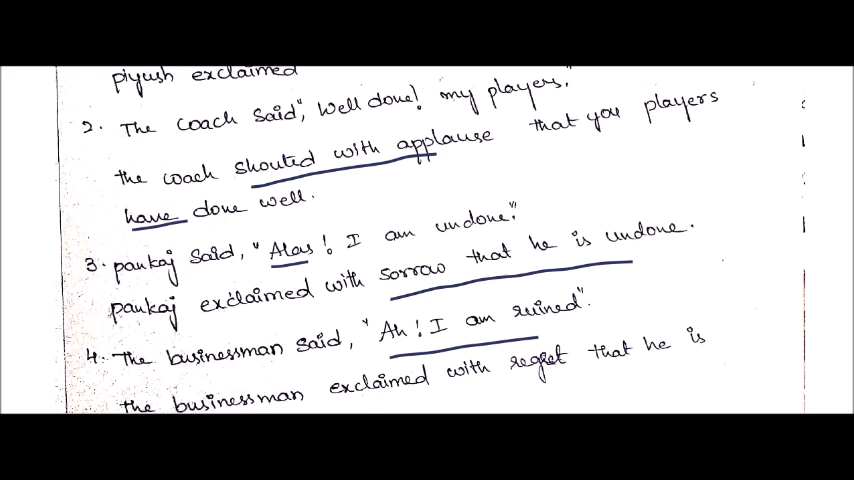 piyush exclaimed
2. The coach said", Well done! my players."
the coach shouted with applause that you players
have done well.
3. pankaj said, "Alas! I am undone."
pankaj exclaimed with sorrow that he is undone.
4. The businessman said, "Ah! I am ruined".
the businessman exclaimed with regret that he is